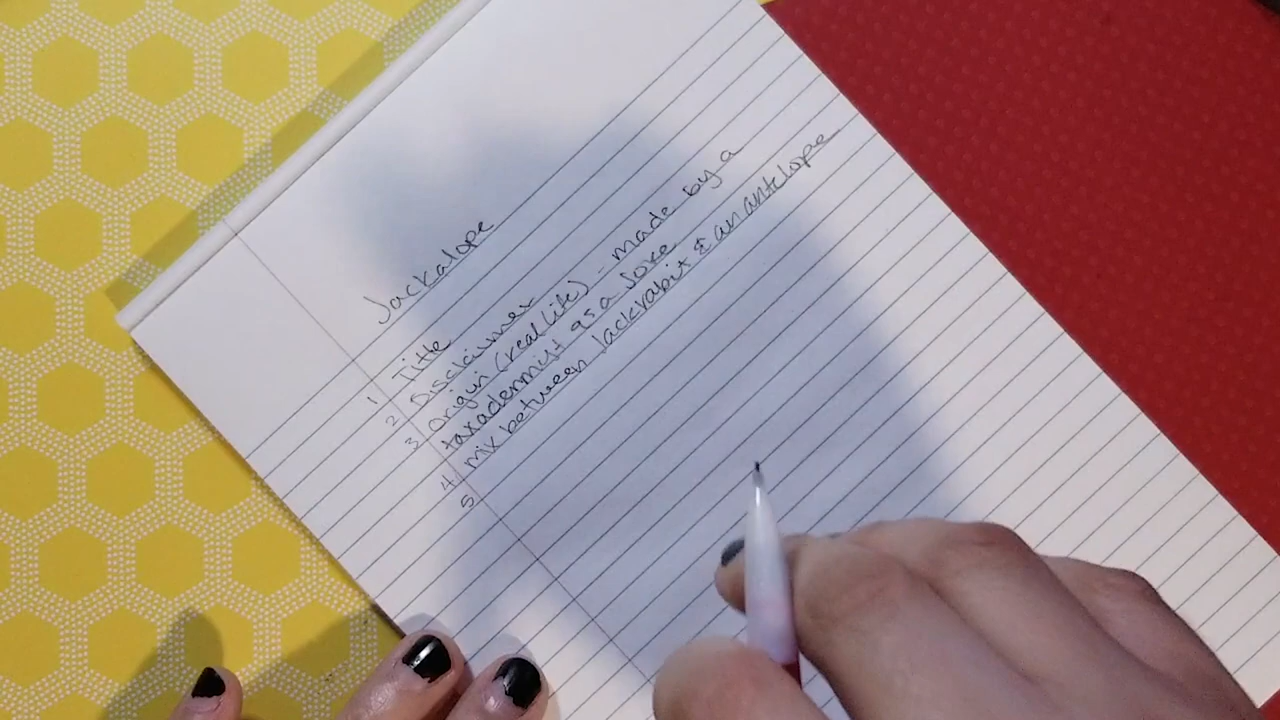 Jackalope
1 Title
2 Disclaimer
3 Origin (real life) - made by a
taxadermist as a joke
4 mix between jackrabit & an antelope
5